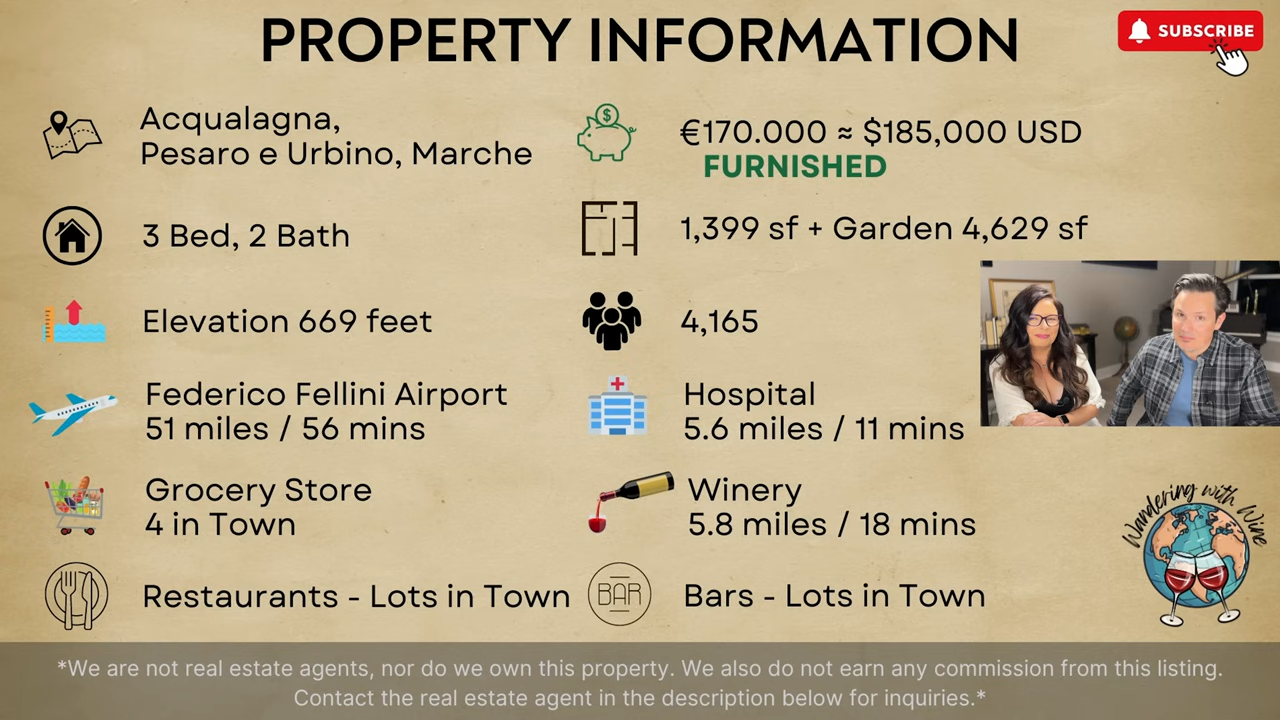 PROPERTY INFORMATION
SUBSCRIBE
Acqualagna,
Pesaro e Urbino, Marche
$
€170.000 ≈ $185,000 USD
FURNISHED
3 Bed, 2 Bath
1,399 sf + Garden 4,629 sf
Elevation 669 feet
4,165
Federico Fellini Airport
51 miles / 56 mins
Hospital
5.6 miles / 11 mins
Grocery Store
4 in Town
Winery
5.8 miles / 18 mins
Wandering with Wine
Restaurants - Lots in Town
BAR
Bars - Lots in Town
*We are not real estate agents, nor do we own this property. We also do not earn any commission from this listing.
Contact the real estate agent in the description below for inquiries.*